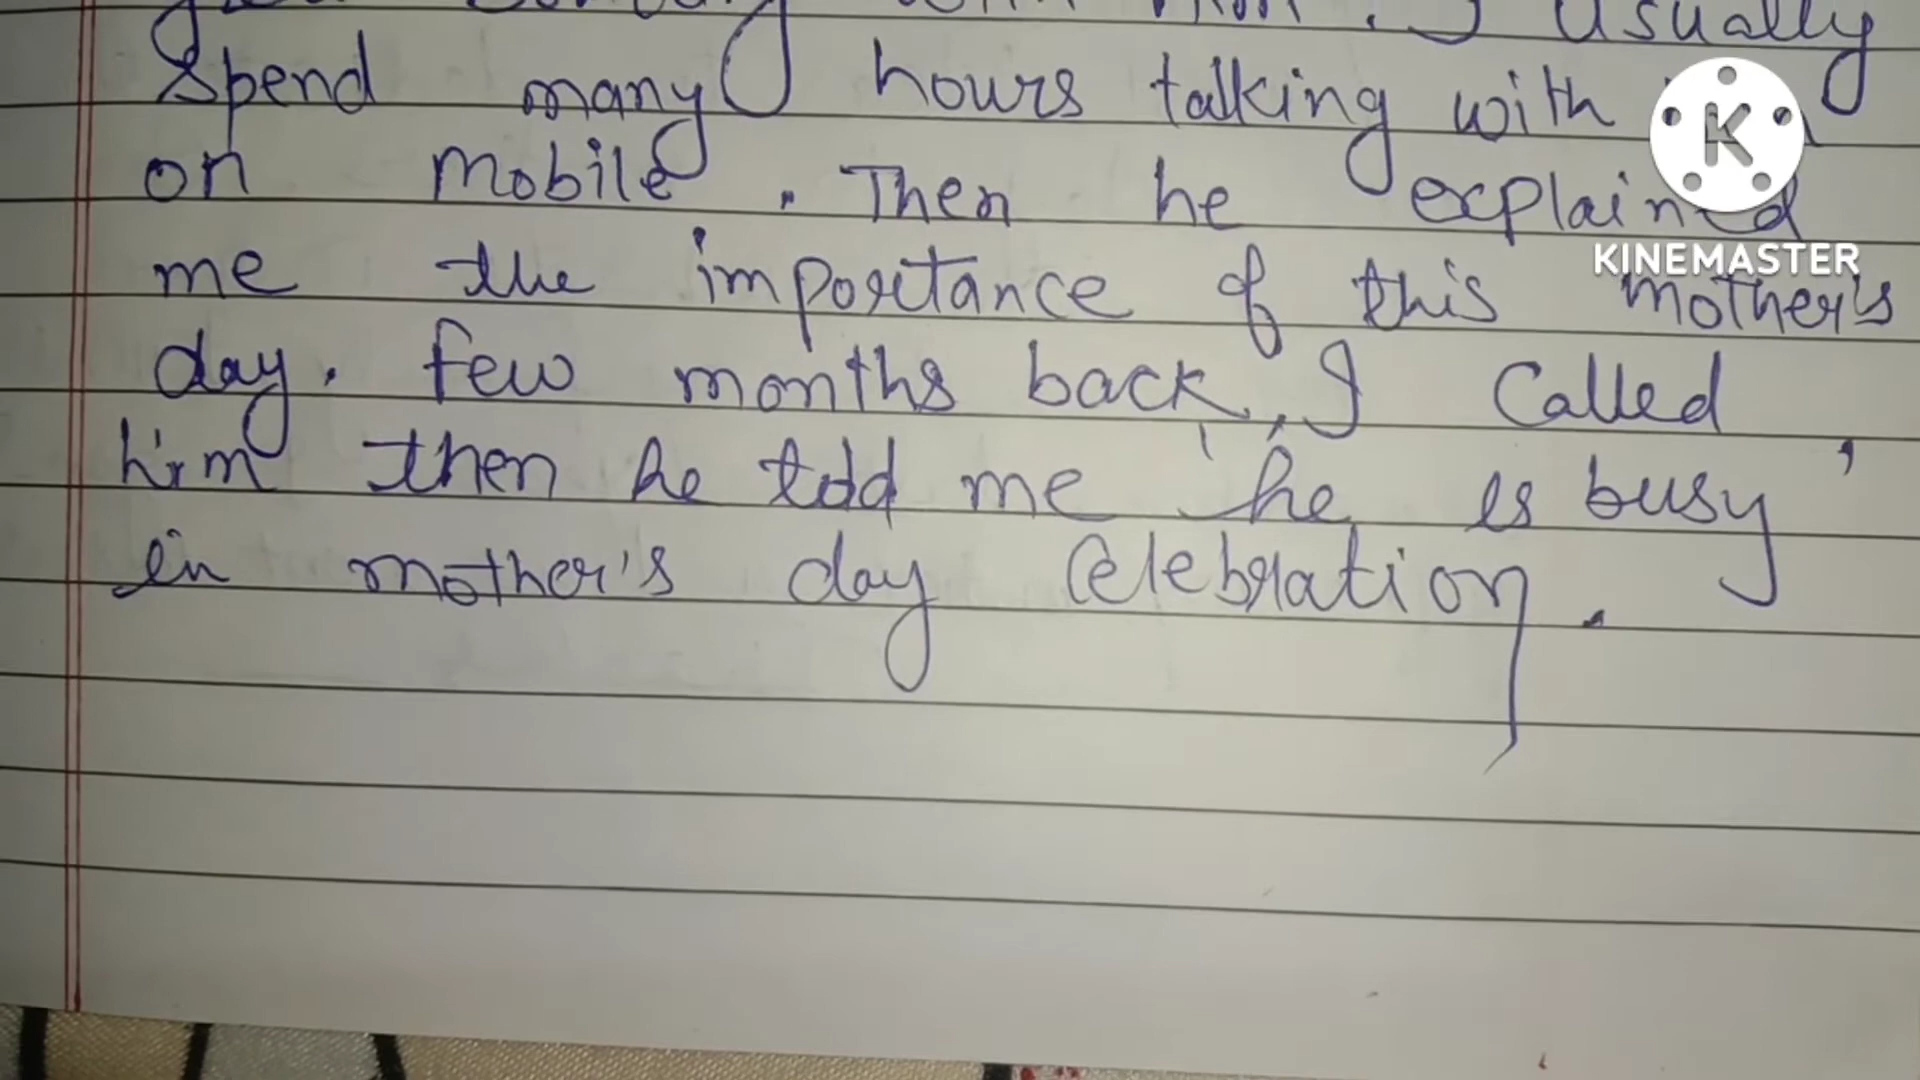 Usually
Spend many hours talking with
on mobile. Then he explained
me the importance of this mother's
day. few months back, I Called
him then he told me 'he is busy'
in mother's day Celebration.
KINEMASTER